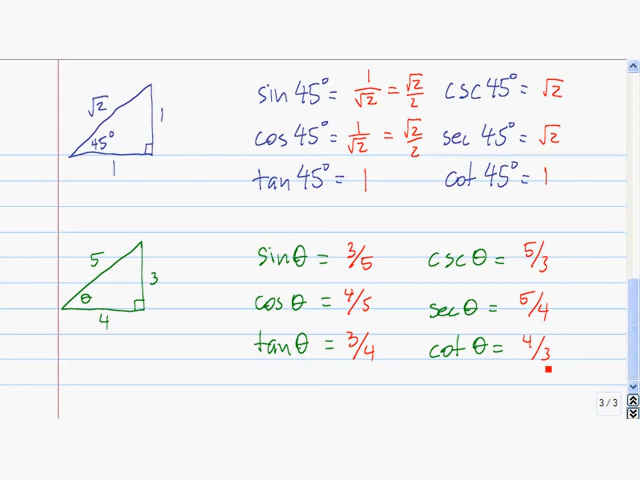 √2
45°
1
1
sin 45° = 1/√2 = √2/2 csc 45° = √2
cos 45° = 1/√2 = √2/2 sec 45° = √2
tan 45° = 1 cot 45° = 1
5
θ
3
4
sin θ = 3/5 csc θ = 5/3
cos θ = 4/5 sec θ = 5/4
tan θ = 3/4 cot θ = 4/3
3/3